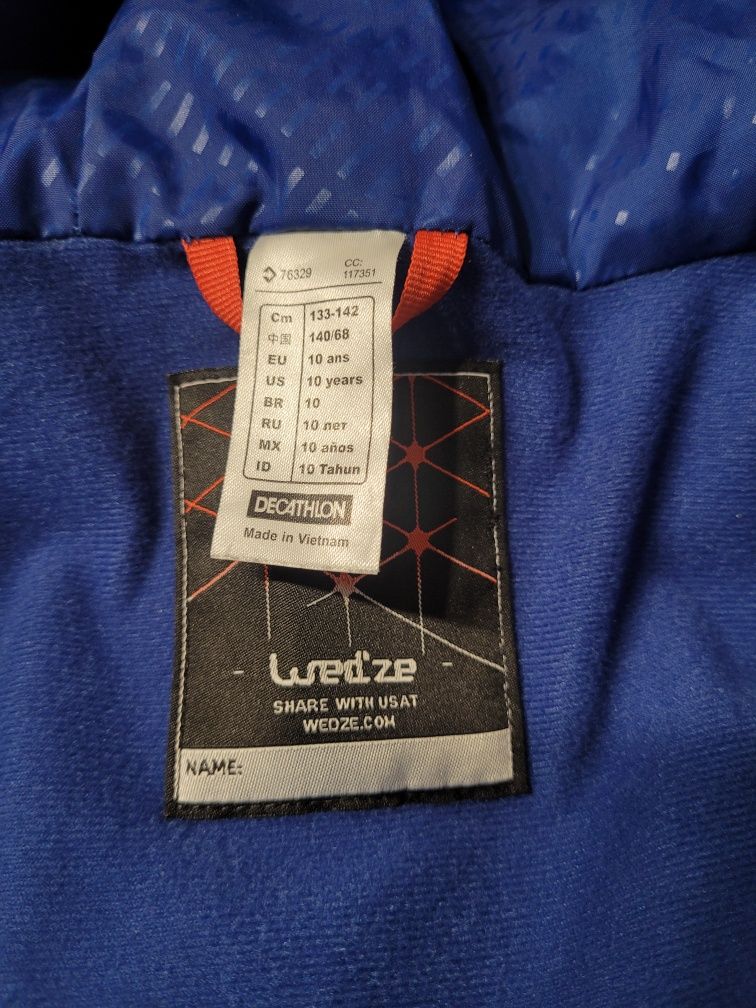 76329
CC:
117351
Cm 133-142
中国 140/68
EU 10 ans
US 10 years
BR 10
RU 10 лет
MX 10 años
ID 10 Tahun
DECATHLON
Made in Vietnam
- Wed'ze -
SHARE WITH US AT
WEDZE.COM
NAME: